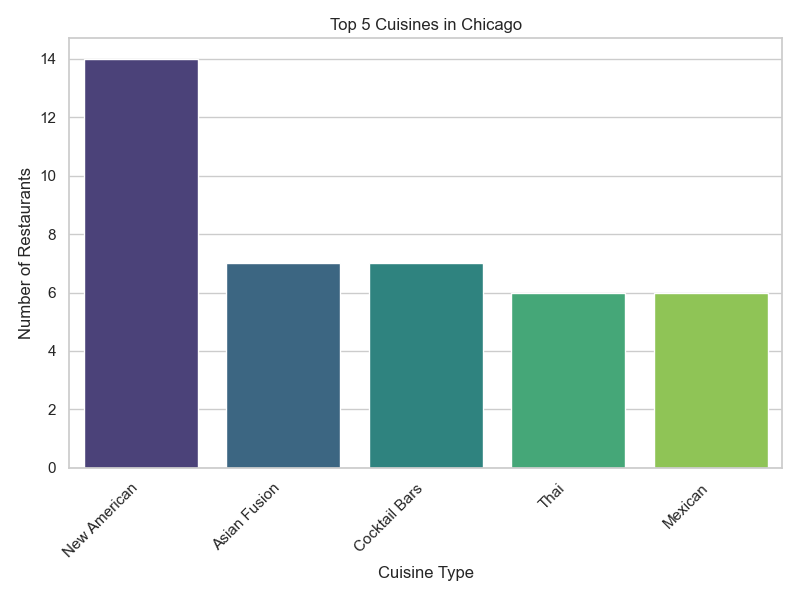 Top 5 Cuisines in Chicago
Number of Restaurants
14
12
10
8
6
4
2
0
New American
Asian Fusion
Cocktail Bars
Thai
Mexican
Cuisine Type